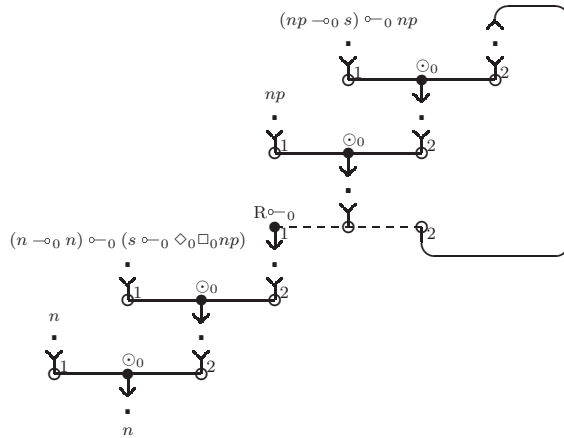 (np ⊸₀ s) ⟜₀ np
⊙₀
1 2
np
⊙₀
1 2
R⟜₀
1 2
(n ⊸₀ n) ⟜₀ (s ⟜₀ ◇₀□₀np)
⊙₀
1 2
n
⊙₀
1 2
n